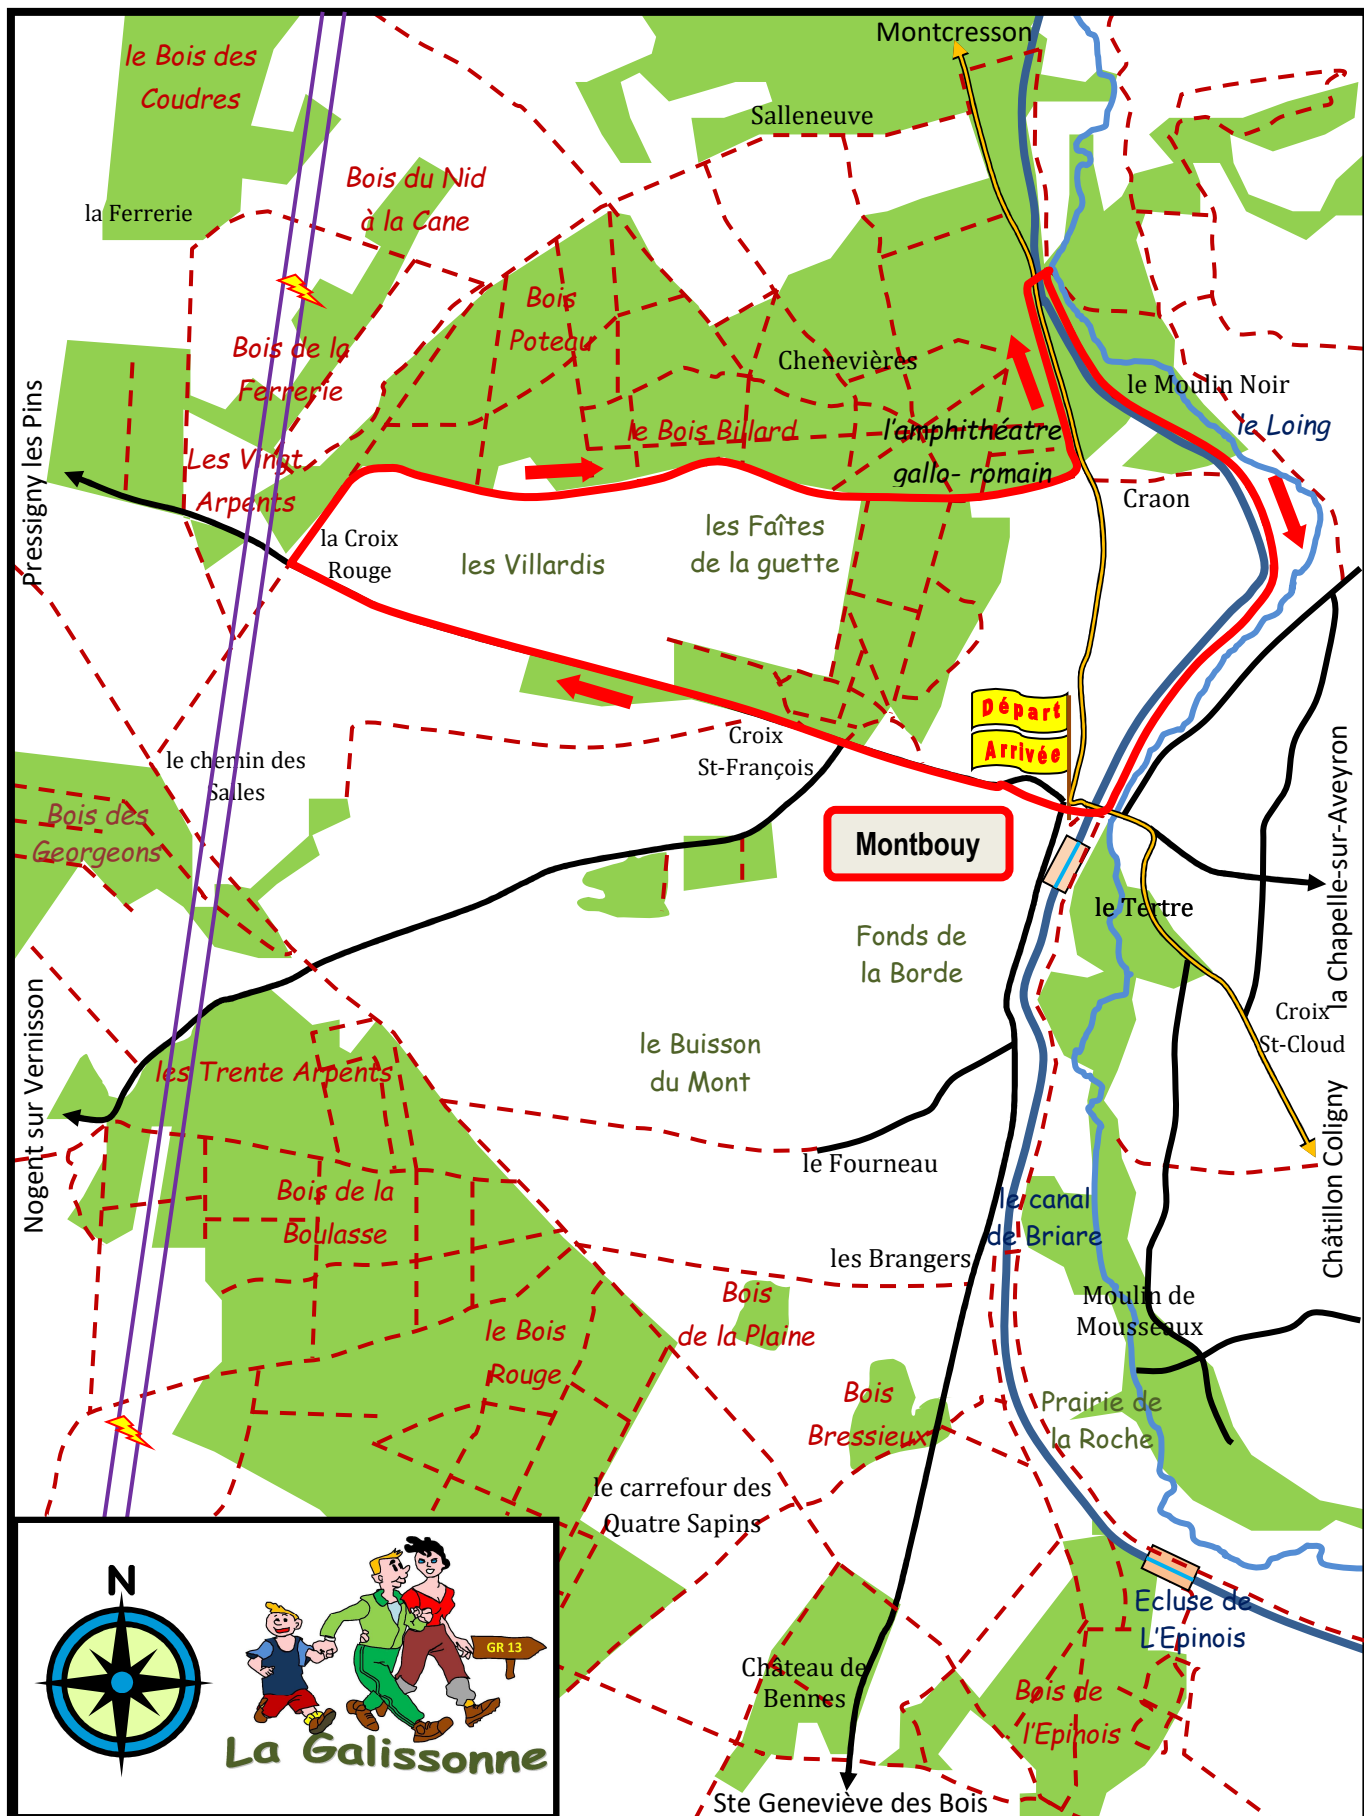 Montcresson
le Bois des
Coudres
Salleneuve
Bois du Nid
à la Cane
la Ferrerie
Bois
Poteau
Bois de la
Ferrerie
Chenevières
le Moulin Noir
le Loing
le Bois Billard
l'amphithéatre
gallo- romain
Pressigny les Pins
Les Vingt
Arpents
Craon
la Croix
Rouge
les Villardis
les Faîtes
de la guette
Départ
Arrivée
Croix
St-François
le chemin des
Salles
Bois des
Georgeons
Montbouy
la Chapelle-sur-Aveyron
le Tertre
Fonds de
la Borde
Nogent sur Vernisson
Croix
St-Cloud
le Buisson
du Mont
les Trente Arpents
Châtillon Coligny
le Fourneau
Bois de la
Boulasse
le canal
de Briare
les Brangers
Bois
de la Plaine
Moulin de
Mousseaux
le Bois
Rouge
Bois
Bressieux
Prairie de
la Roche
le carrefour des
Quatre Sapins
Ecluse de
L'Epinois
N
GR 13
La Galissonne
Château de
Bennes
Bois de
l'Epinois
Ste Geneviève des Bois